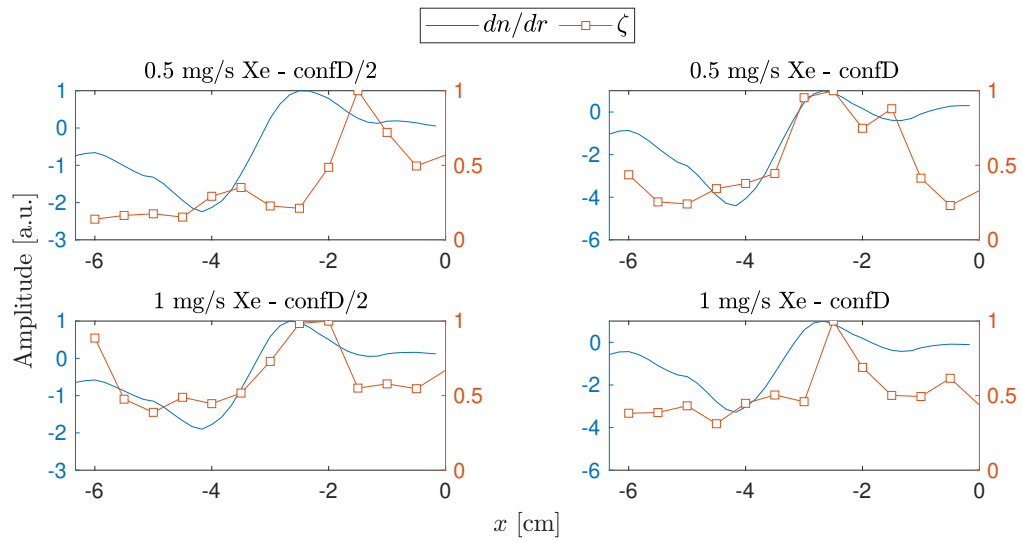 dn/dr ζ
0.5 mg/s Xe - confD/2
1
0
-1
-2
-3
1
0.5
0
-6 -4 -2 0
0.5 mg/s Xe - confD
0
-2
-4
-6
1
0.5
0
-6 -4 -2 0
Amplitude [a.u.]
1 mg/s Xe - confD/2
1
0
-1
-2
-3
1
0.5
0
-6 -4 -2 0
1 mg/s Xe - confD
0
-2
-4
-6
1
0.5
0
-6 -4 -2 0
x [cm]